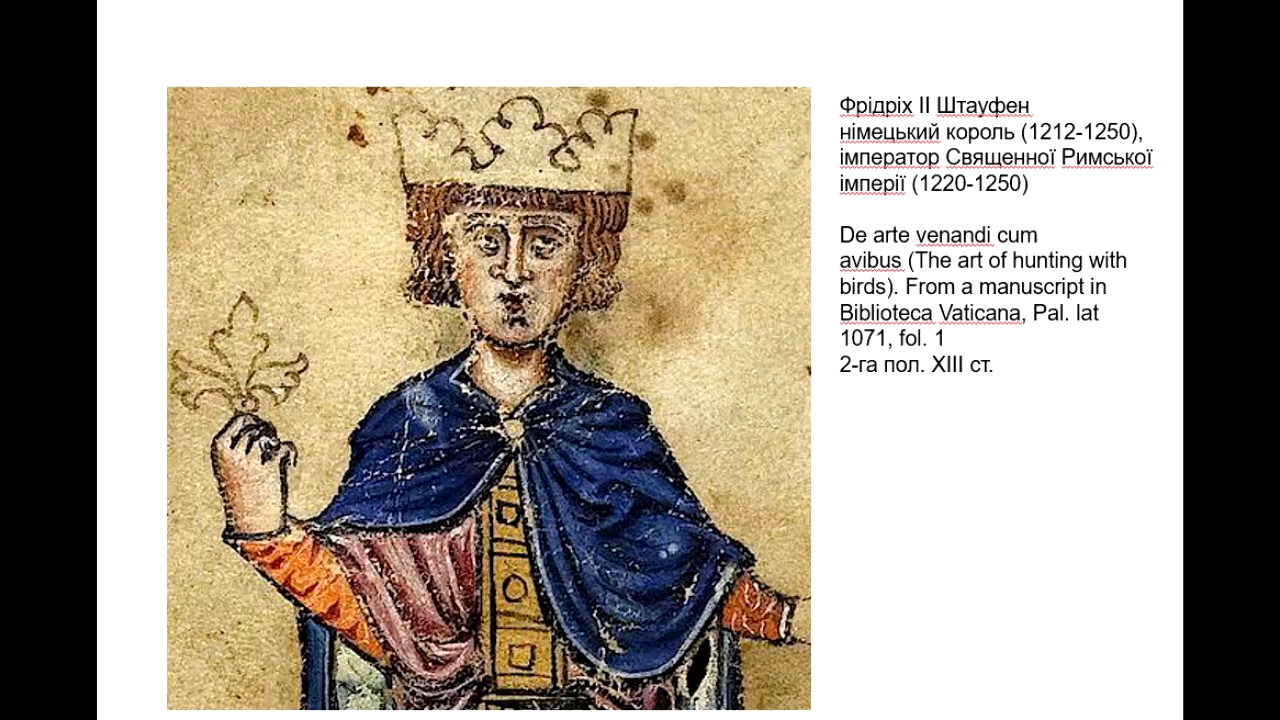 Фрідріх II Штауфен
німецький король (1212-1250),
імператор Священної Римської
імперії (1220-1250)
De arte venandi cum
avibus (The art of hunting with
birds). From a manuscript in
Biblioteca Vaticana, Pal. lat
1071, fol. 1
2-га пол. XIII ст.